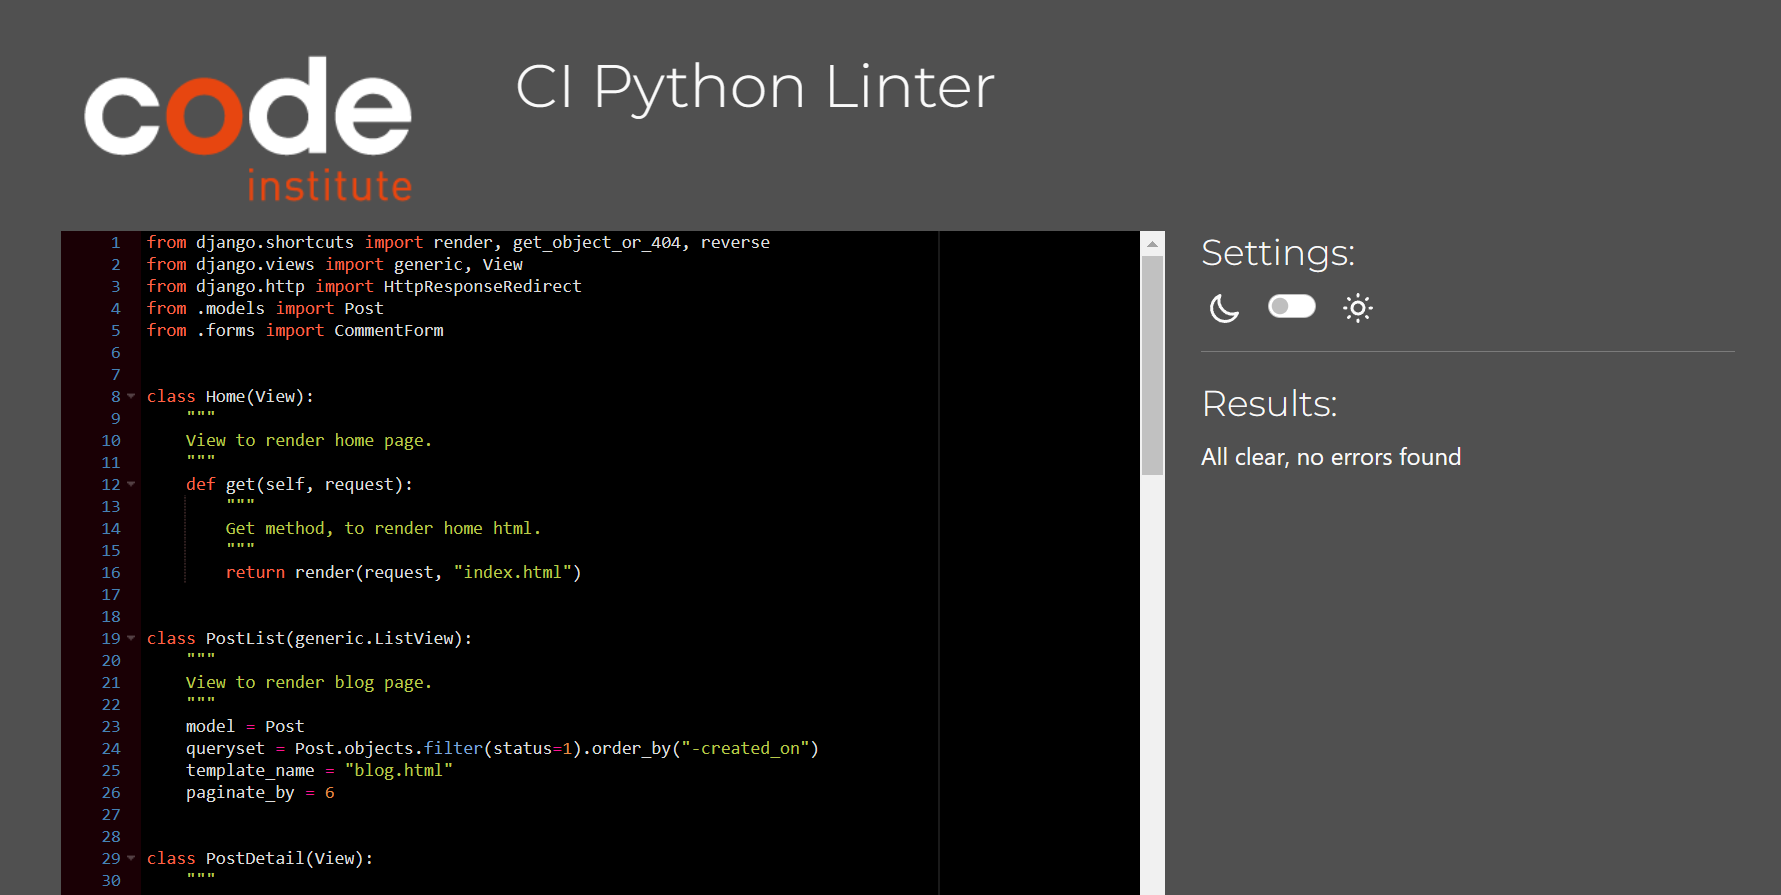 code
institute
CI Python Linter
1 from django.shortcuts import render, get_object_or_404, reverse
2 from django.views import generic, View
3 from django.http import HttpResponseRedirect
4 from .models import Post
5 from .forms import CommentForm
6
7
8 class Home(View):
9     """
10     View to render home page.
11     """
12     def get(self, request):
13         """
14         Get method, to render home html.
15         """
16         return render(request, "index.html")
17
18
19 class PostList(generic.ListView):
20     """
21     View to render blog page.
22     """
23     model = Post
24     queryset = Post.objects.filter(status=1).order_by("-created_on")
25     template_name = "blog.html"
26     paginate_by = 6
27
28
29 class PostDetail(View):
30     """
Settings:
Results:
All clear, no errors found